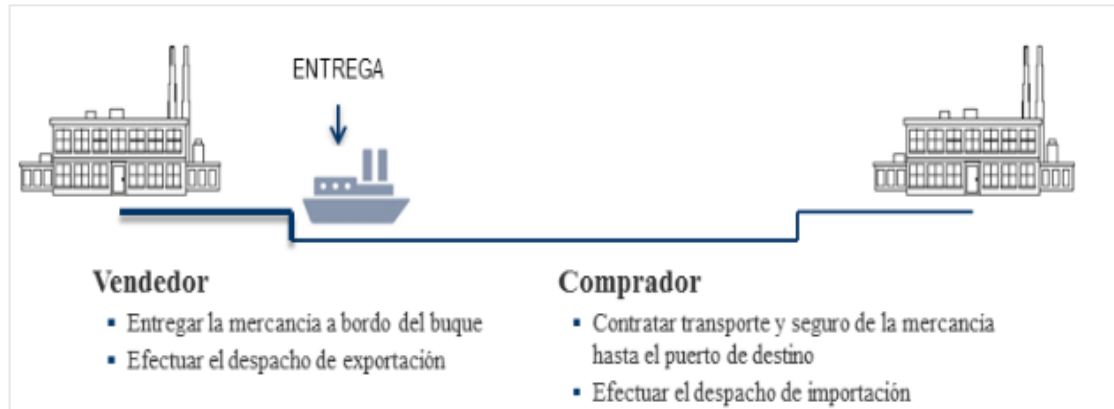 ENTREGA
Vendedor
▪ Entregar la mercancía a bordo del buque
▪ Efectuar el despacho de exportación
Comprador
▪ Contratar transporte y seguro de la mercancía
hasta el puerto de destino
▪ Efectuar el despacho de importación